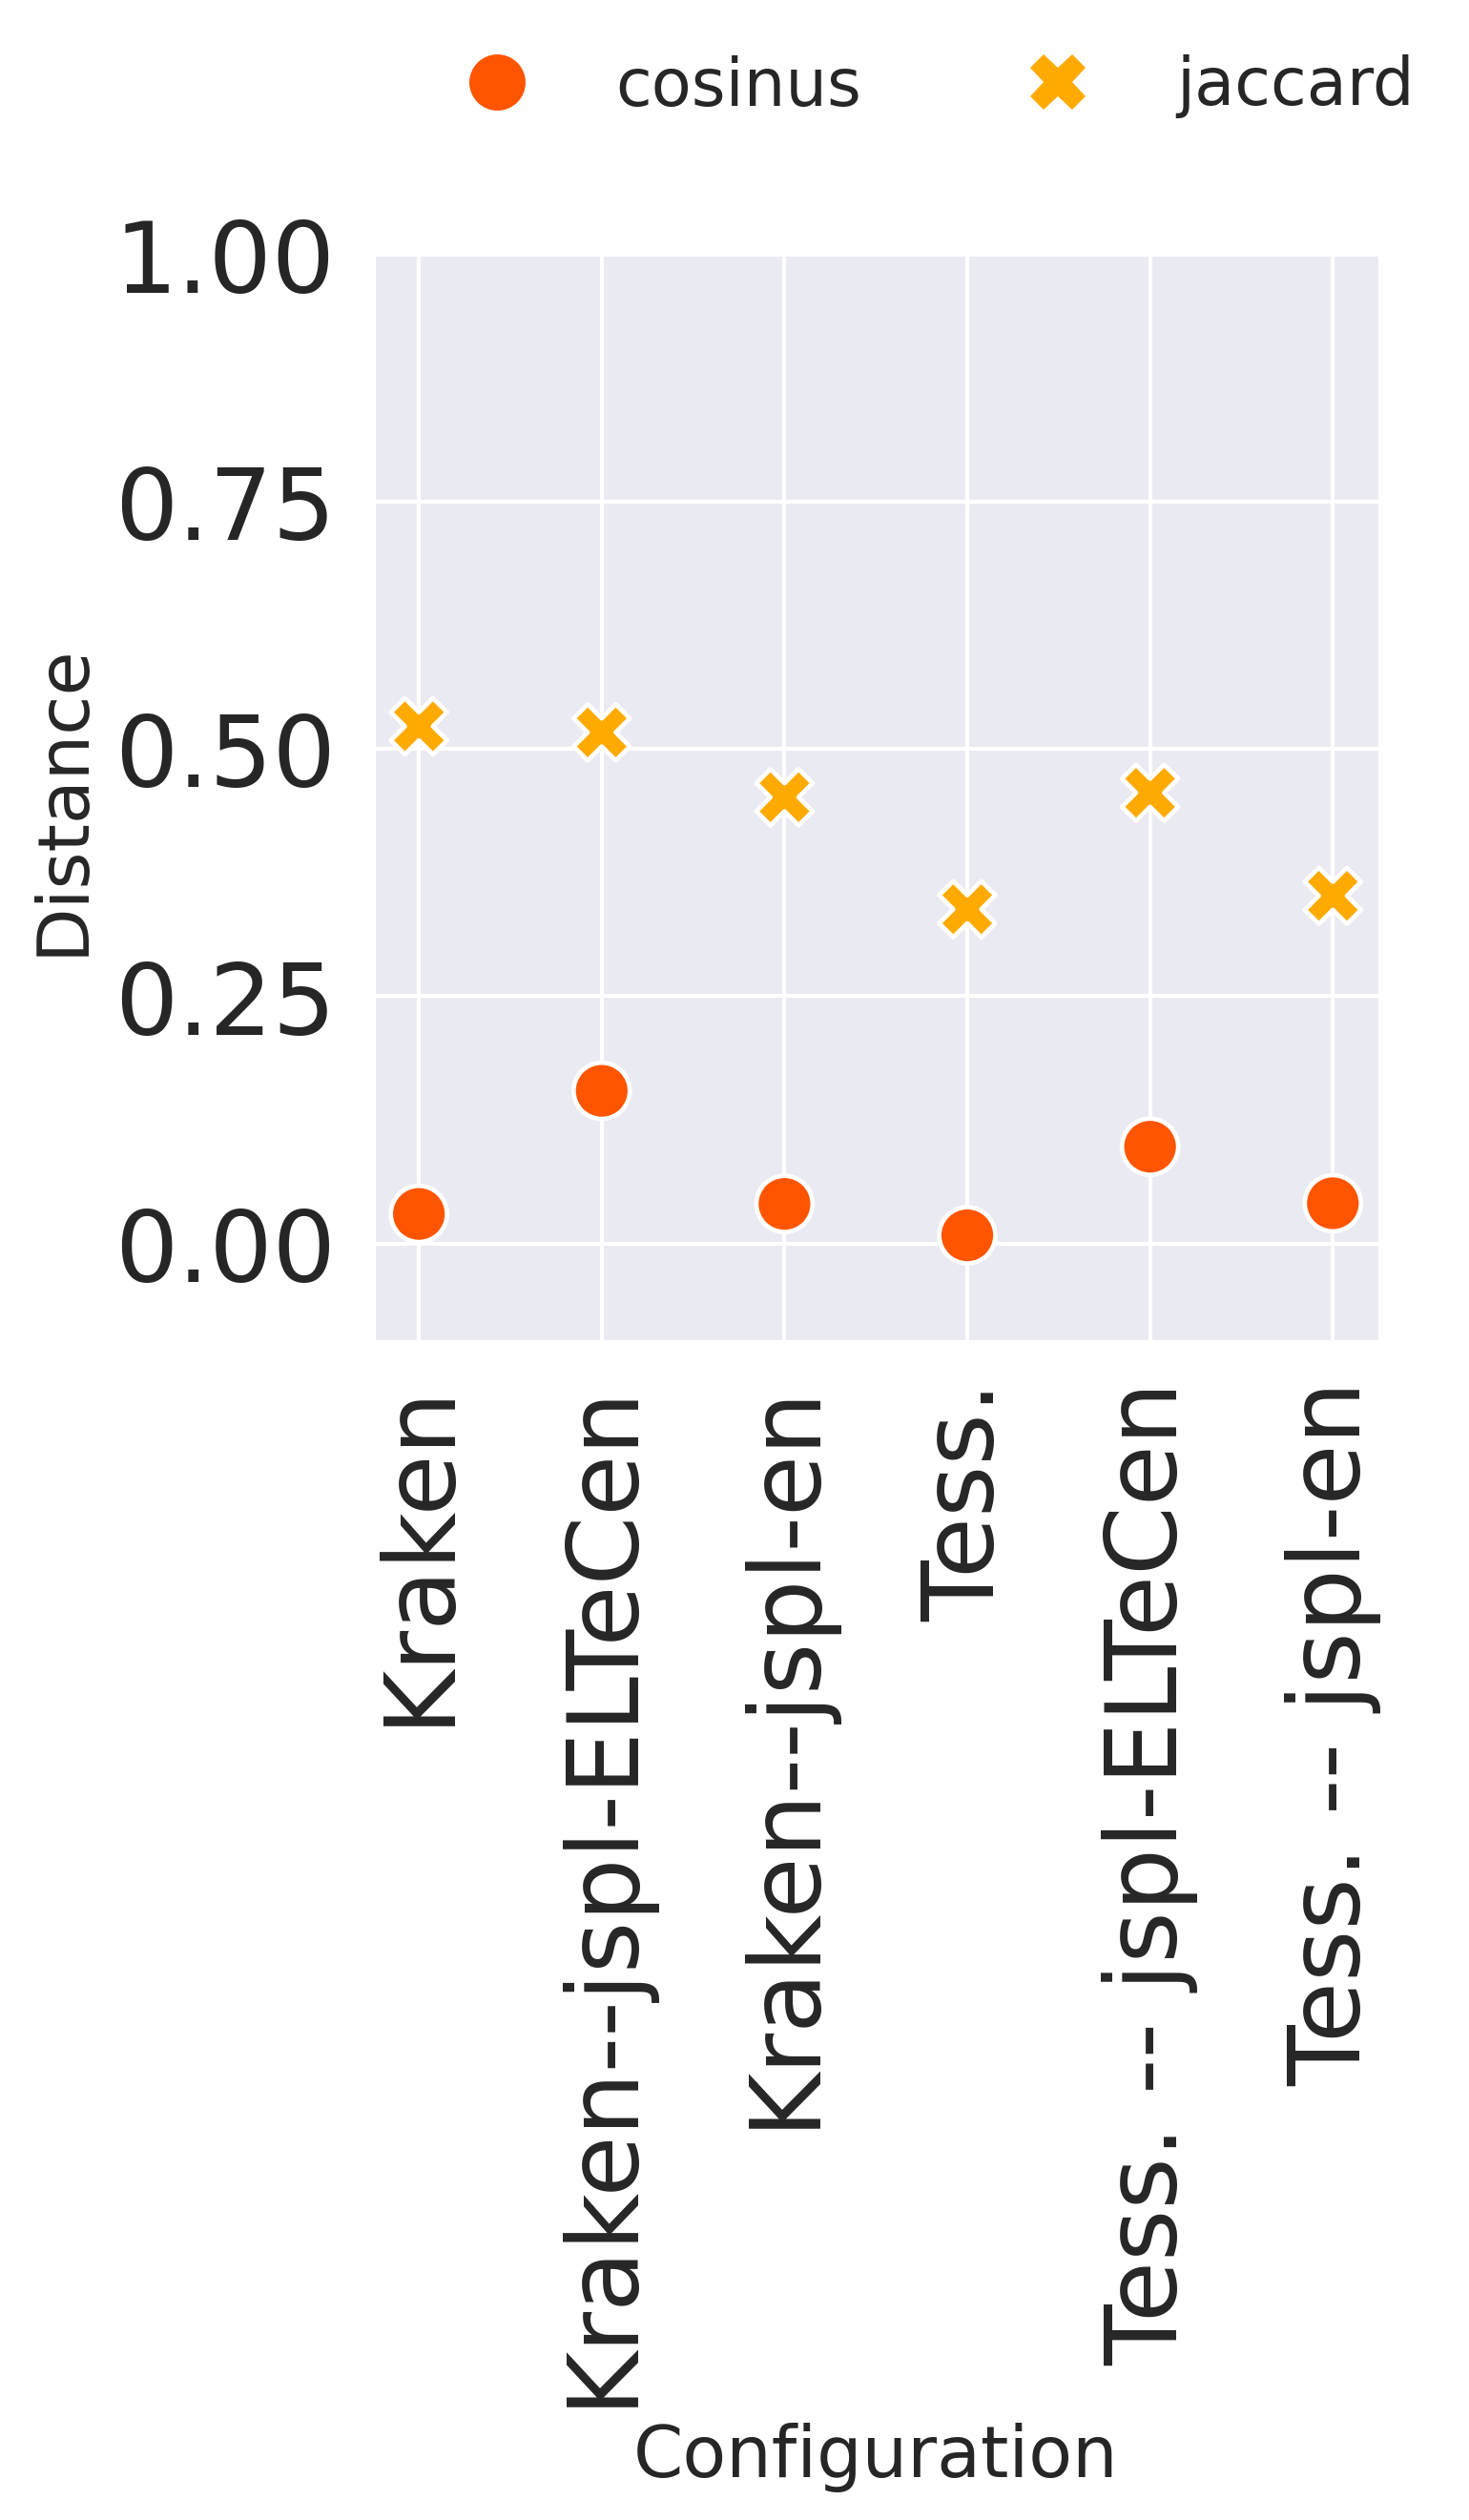 cosinus
jaccard
1.00
0.75
0.50
0.25
0.00
Distance
Kraken
Kraken--jspl-ELTeCen
Kraken--jspl-en
Tess.
Tess. -- jspl-ELTeCen
Tess. -- jspl-en
Configuration